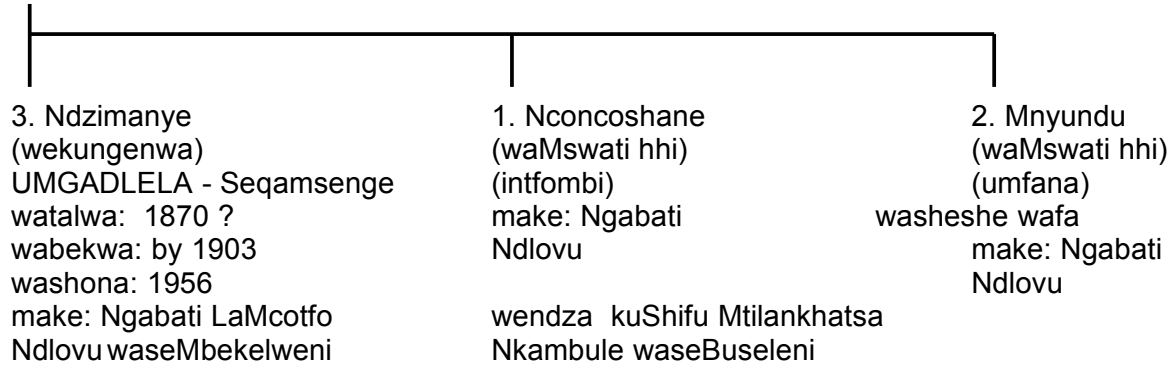 3. Ndzimanye
(wekungenwa)
UMGADLELA - Seqamsenge
watalwa: 1870 ?
wabekwa: by 1903
washona: 1956
make: Ngabati LaMcotfo
Ndlovu waseMbekelweni
1. Nconcoshane
(waMswati hhi)
(intfombi)
make: Ngabati
Ndlovu
wendza kuShifu Mtilankhatsa
Nkambule waseBuseleni
2. Mnyundu
(waMswati hhi)
(umfana)
washeshe wafa
make: Ngabati
Ndlovu